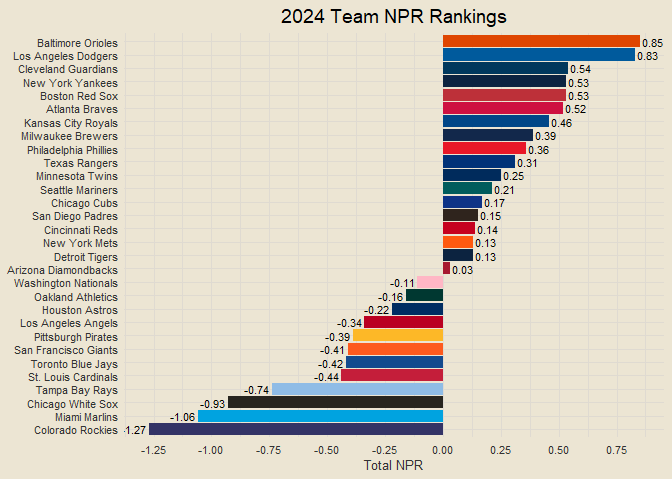 2024 Team NPR Rankings
Baltimore Orioles 0.85
Los Angeles Dodgers 0.83
Cleveland Guardians 0.54
New York Yankees 0.53
Boston Red Sox 0.53
Atlanta Braves 0.52
Kansas City Royals 0.46
Milwaukee Brewers 0.39
Philadelphia Phillies 0.36
Texas Rangers 0.31
Minnesota Twins 0.25
Seattle Mariners 0.21
Chicago Cubs 0.17
San Diego Padres 0.15
Cincinnati Reds 0.14
New York Mets 0.13
Detroit Tigers 0.13
Arizona Diamondbacks 0.03
Washington Nationals -0.11
Oakland Athletics -0.16
Houston Astros -0.22
Los Angeles Angels -0.34
Pittsburgh Pirates -0.39
San Francisco Giants -0.41
Toronto Blue Jays -0.42
St. Louis Cardinals -0.44
Tampa Bay Rays -0.74
Chicago White Sox -0.93
Miami Marlins -1.06
Colorado Rockies -1.27
-1.25 -1.00 -0.75 -0.50 -0.25 0.00 0.25 0.50 0.75
Total NPR